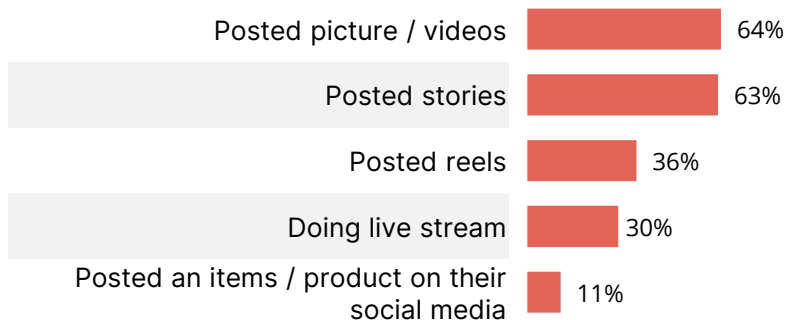 Posted picture / videos 64%
Posted stories 63%
Posted reels 36%
Doing live stream 30%
Posted an items / product on their
social media 11%